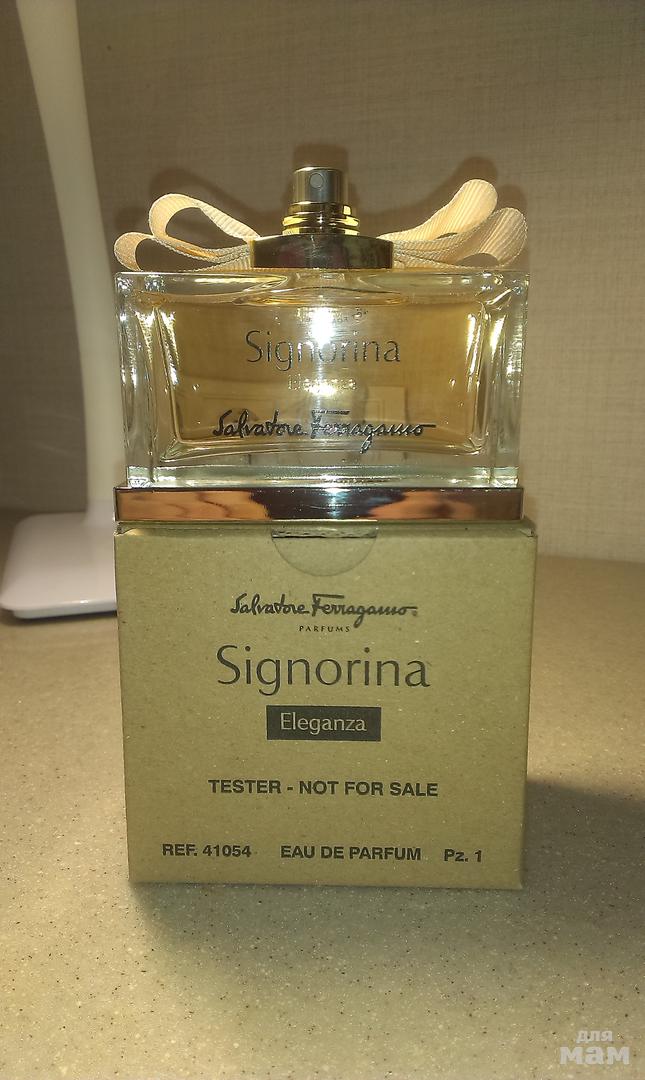 Signorina
Salvatore Ferragamo
Salvatore Ferragamo
PARFUMS
Signorina
Eleganza
TESTER - NOT FOR SALE
REF. 41054 EAU DE PARFUM Pz. 1
для
мам